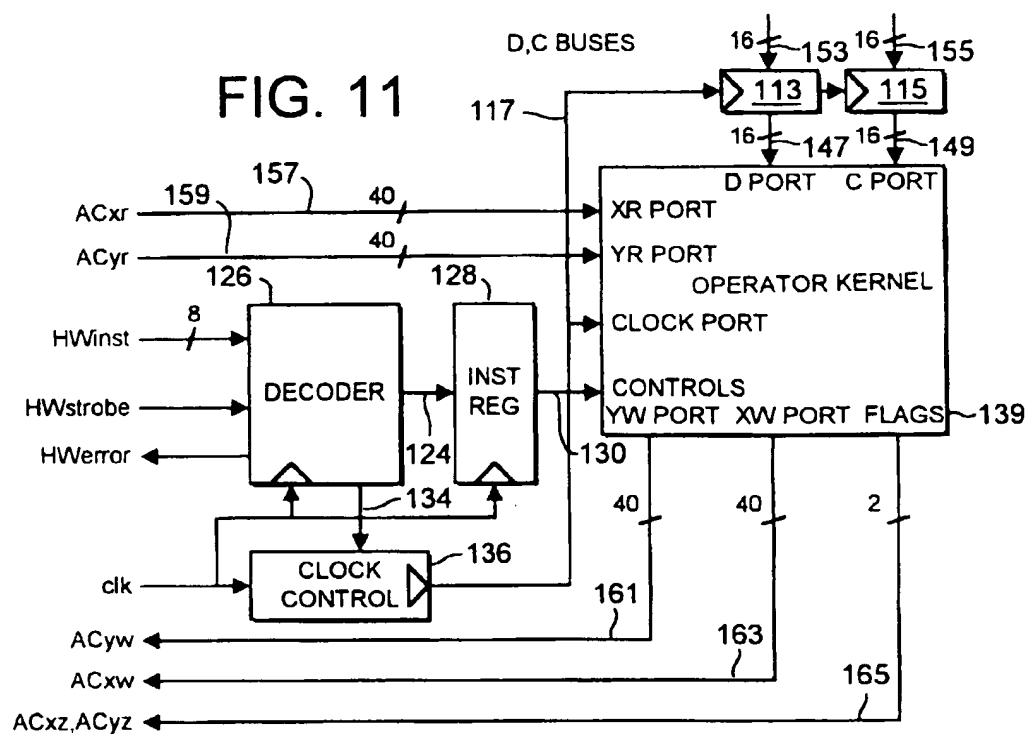 D,C BUSES
16
153
16
155
FIG. 11
113
115
117
16
147
16
149
D PORT
C PORT
157
ACxr
40
XR PORT
159
ACyr
40
YR PORT
126
128
OPERATOR KERNEL
HWinst
8
CLOCK PORT
DECODER
INST
REG
CONTROLS
HWstrobe
YW PORT
XW PORT
FLAGS
139
HWerror
124
130
134
40
40
2
136
clk
CLOCK
CONTROL
161
ACyw
163
ACxw
165
ACxz,ACyz